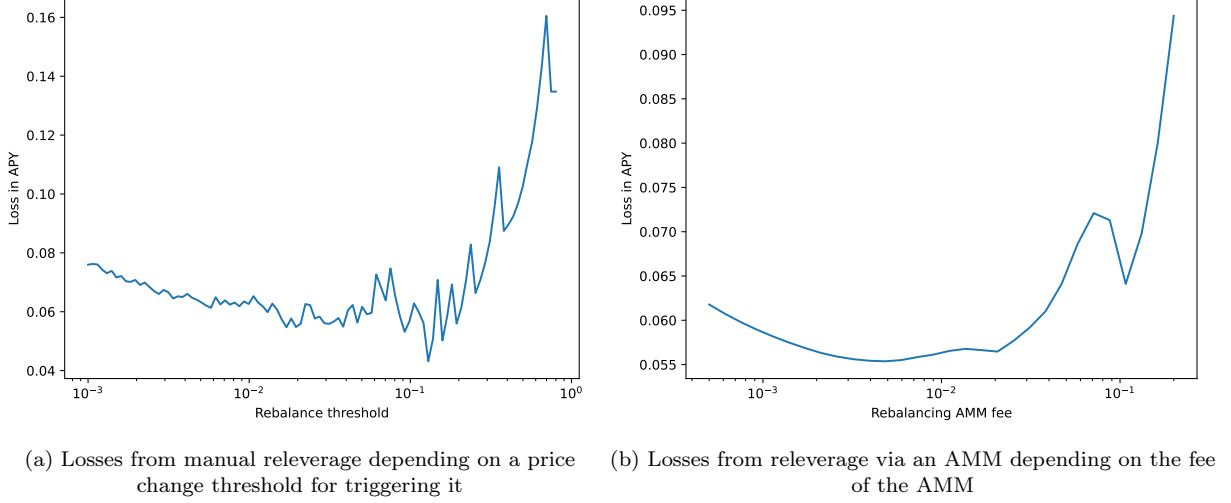 0.16
0.14
0.12
0.10
0.08
0.06
0.04
Loss in APY
10⁻³
10⁻²
10⁻¹
10⁰
Rebalance threshold
(a) Losses from manual releverage depending on a price
change threshold for triggering it
0.095
0.090
0.085
0.080
0.075
0.070
0.065
0.060
0.055
Loss in APY
10⁻³
10⁻²
10⁻¹
Rebalancing AMM fee
(b) Losses from releverage via an AMM depending on the fee
of the AMM